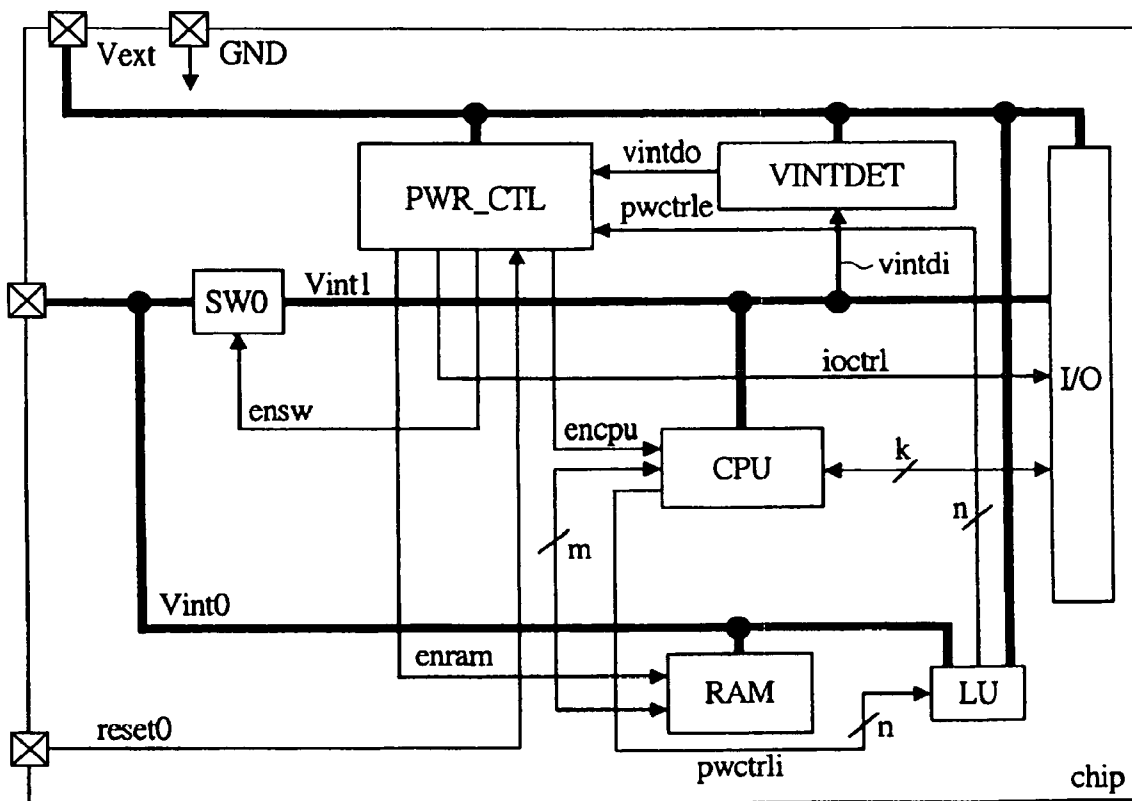 Vext GND
vintdo
VINTDET
PWR_CTL
pwctrle
vintdi
SW0
Vint1
ioctrl
I/O
ensw
encpu
CPU
k
n
m
Vint0
enram
RAM
LU
reset0
n
pwctrli
chip